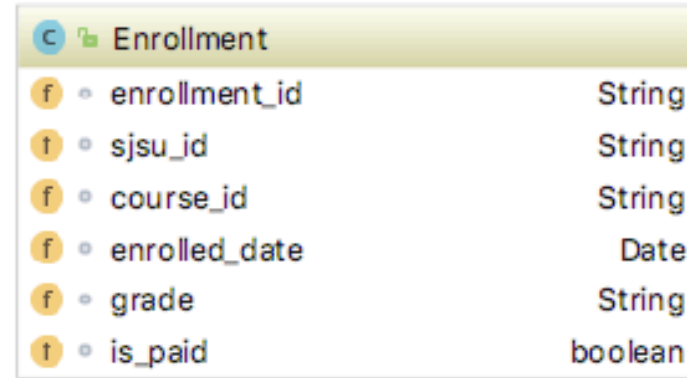 C Enrollment
f enrollment_id String
f sjsu_id String
f course_id String
f enrolled_date Date
f grade String
f is_paid boolean